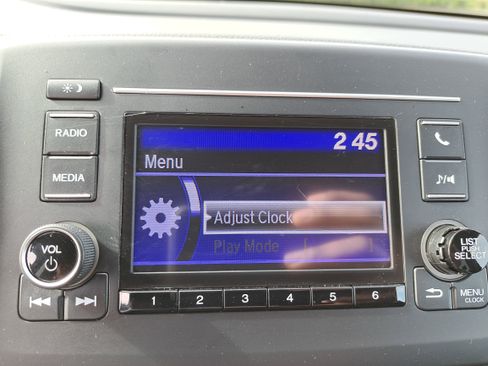 RADIO
MEDIA
VOL
2 45
Menu
Adjust Clock
Play Mode [ ]
LIST
PUSH
SELECT
MENU
CLOCK
1 2 3 4 5 6